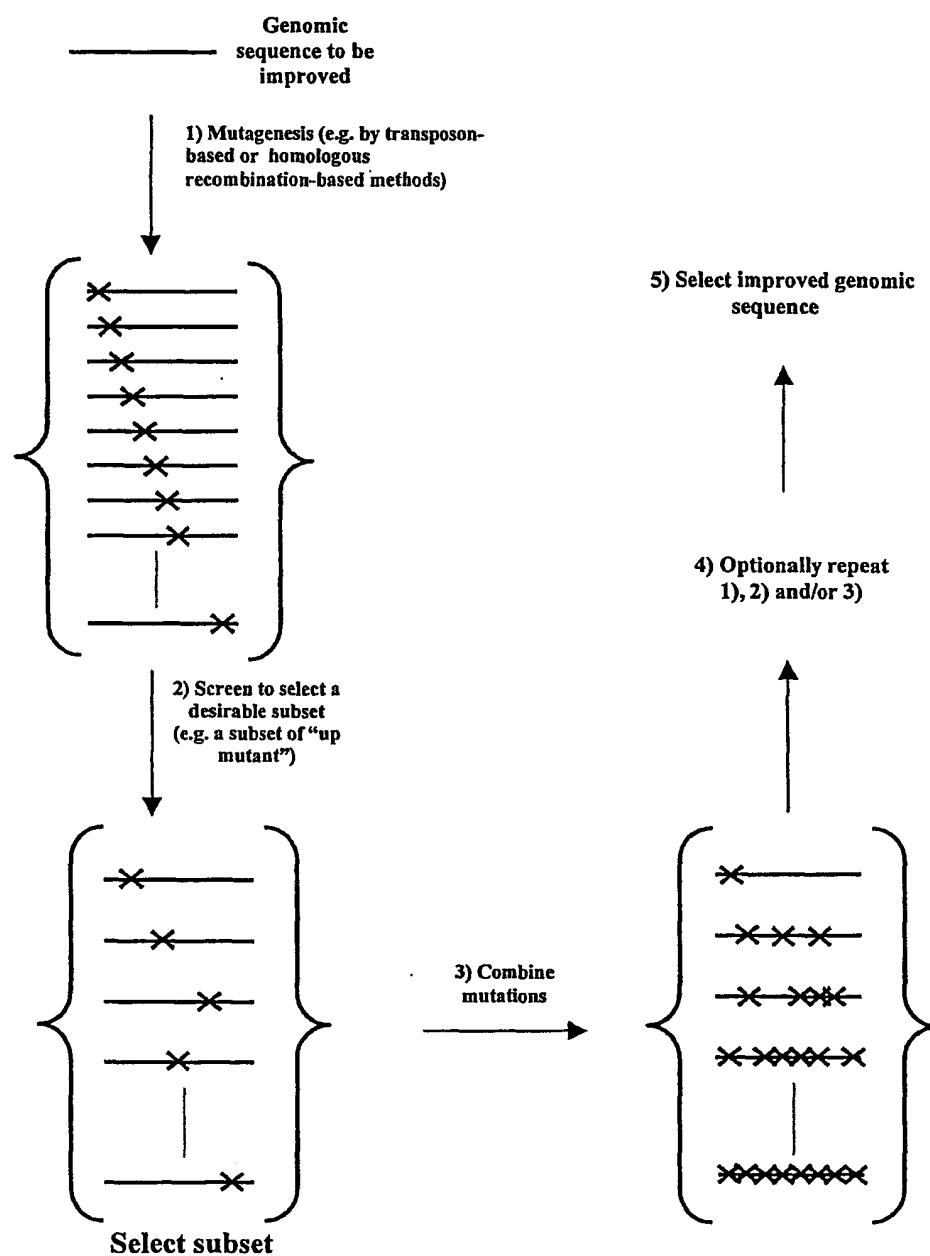 Genomic
sequence to be
improved
1) Mutagenesis (e.g. by transposon-
based or homologous
recombination-based methods)
2) Screen to select a
desirable subset
(e.g. a subset of "up
mutant")
Select subset
3) Combine
mutations
4) Optionally repeat
1), 2) and/or 3)
5) Select improved genomic
sequence